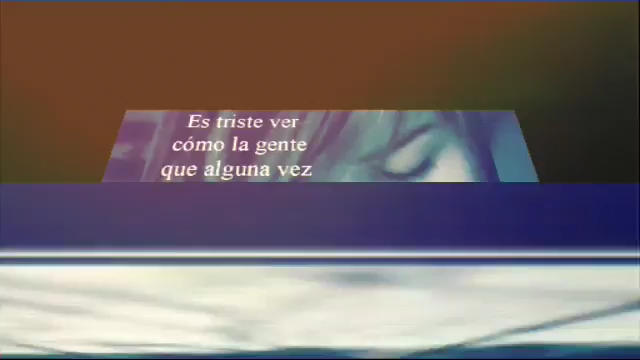 Es triste ver
cómo la gente
que alguna vez